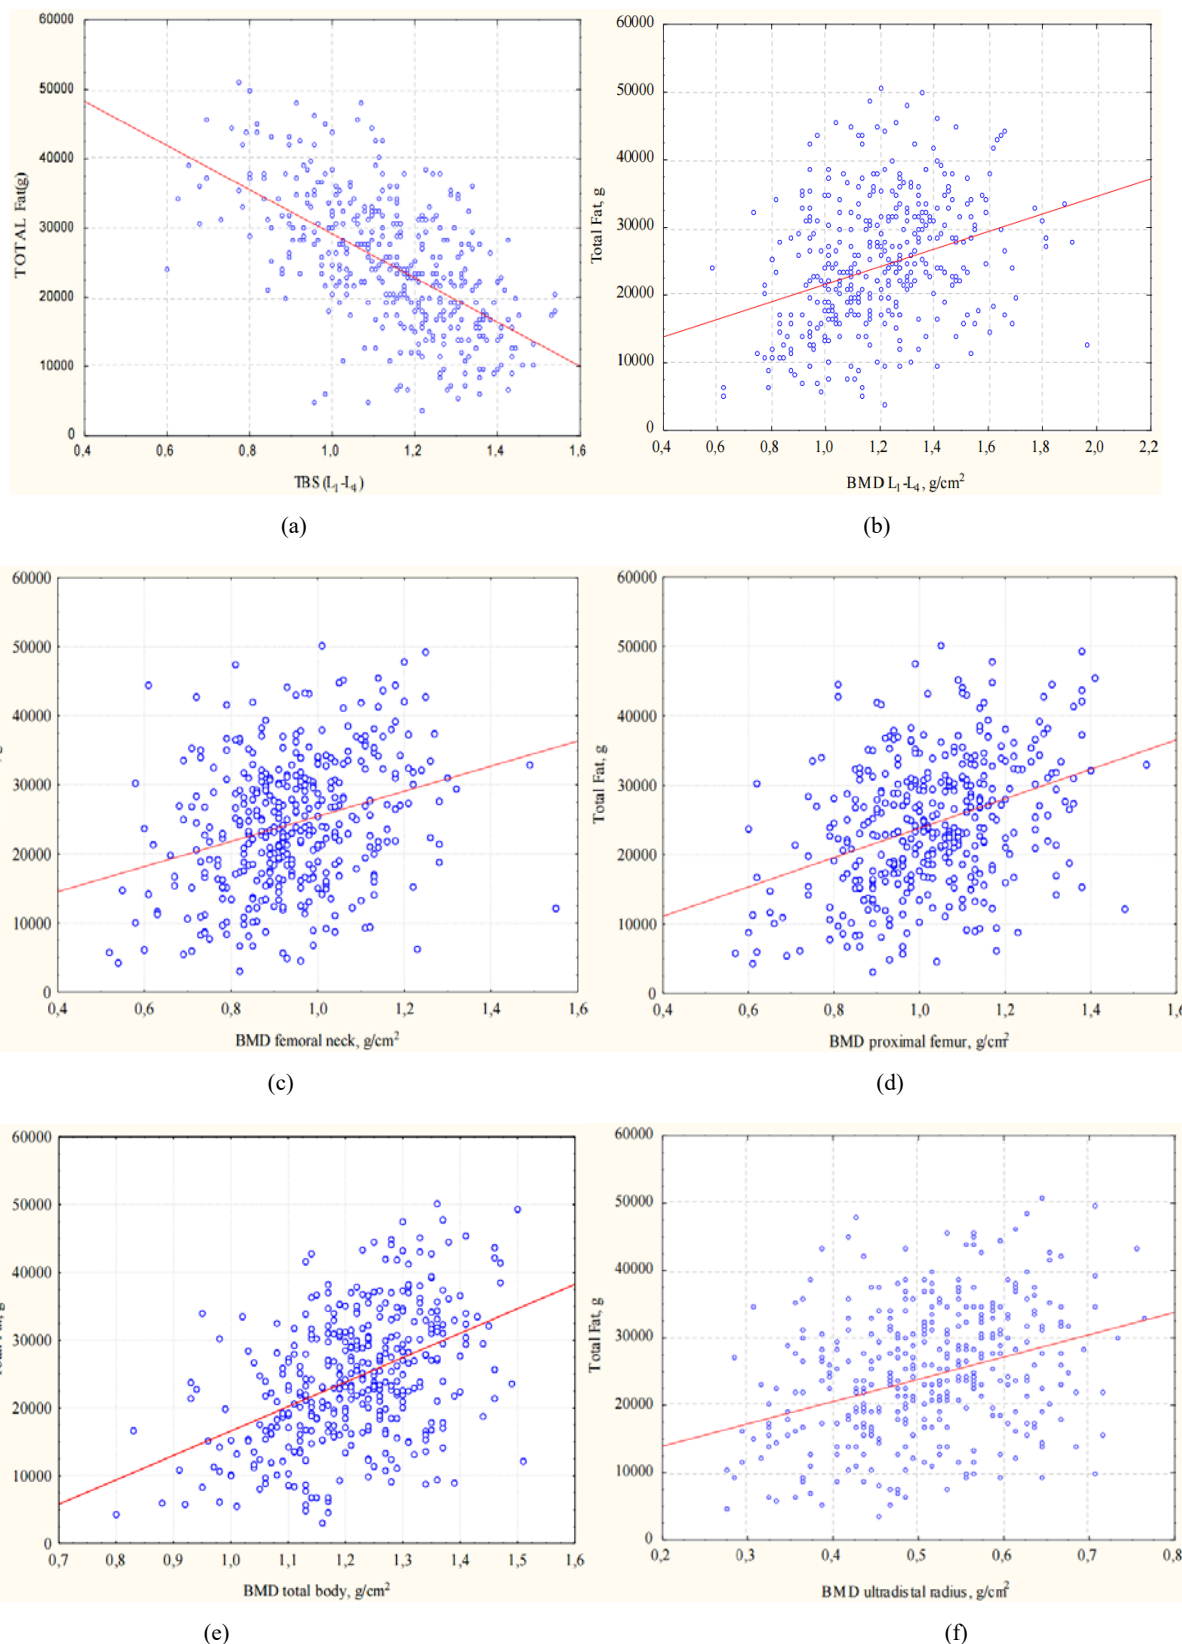 60000
50000
40000
30000
20000
10000
0
TOTAL Fat(g)
0,4 0,6 0,8 1,0 1,2 1,4 1,6
TBS (L1-L4)
(a)
60000
50000
40000
30000
20000
10000
0
Total Fat, g
0,4 0,6 0,8 1,0 1,2 1,4 1,6 1,8 2,0 2,2
BMD L1-L4, g/cm²
(b)
60000
50000
40000
30000
20000
10000
0
0,4 0,6 0,8 1,0 1,2 1,4 1,6
BMD femoral neck, g/cm²
(c)
60000
50000
40000
30000
20000
10000
0
Total Fat, g
0,4 0,6 0,8 1,0 1,2 1,4 1,6
BMD proximal femur, g/cm²
(d)
60000
50000
40000
30000
20000
10000
0
Total Fat, g
0,7 0,8 0,9 1,0 1,1 1,2 1,3 1,4 1,5 1,6
BMD total body, g/cm²
(e)
60000
50000
40000
30000
20000
10000
0
Total Fat, g
0,2 0,3 0,4 0,5 0,6 0,7 0,8
BMD ultradistal radius, g/cm²
(f)